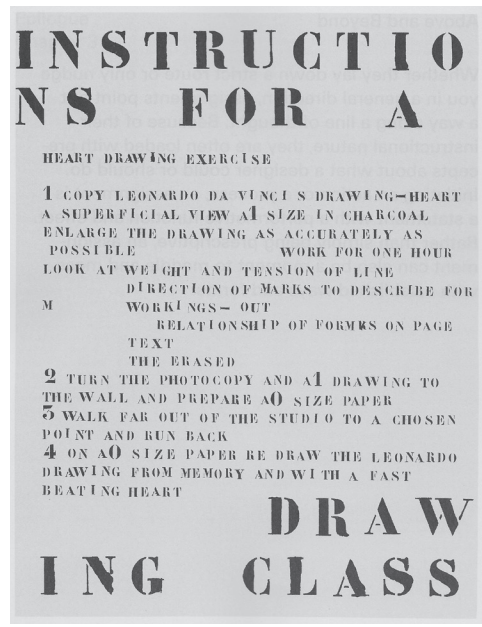 INSTRUCTIO
NS FOR A
HEART DRAWING EXERCISE
1 COPY LEONARDO DA VINCI S DRAWING–HEART
A SUPERFICIAL VIEW A1 SIZE IN CHARCOAL
ENLARGE THE DRAWING AS ACCURATELY AS
POSSIBLE WORK FOR ONE HOUR
LOOK AT WEIGHT AND TENSION OF LINE
DIRECTION OF MARKS TO DESCRIBE FOR
M WORKINGS– OUT
RELATIONSHIP OF FORMRS ON PAGE
TEXT
THE ERASED
2 TURN THE PHOTOCOPY AND A1 DRAWING TO
THE WALL AND PREPARE A0 SIZE PAPER
3 WALK FAR OUT OF THE STUDIO TO A CHOSEN
POINT AND RUN BACK
4 ON A0 SIZE PAPER RE DRAW THE LEONARDO
DRAWING FROM MEMORY AND WITH A FAST
BEATING HEART
DRAW
ING CLASS